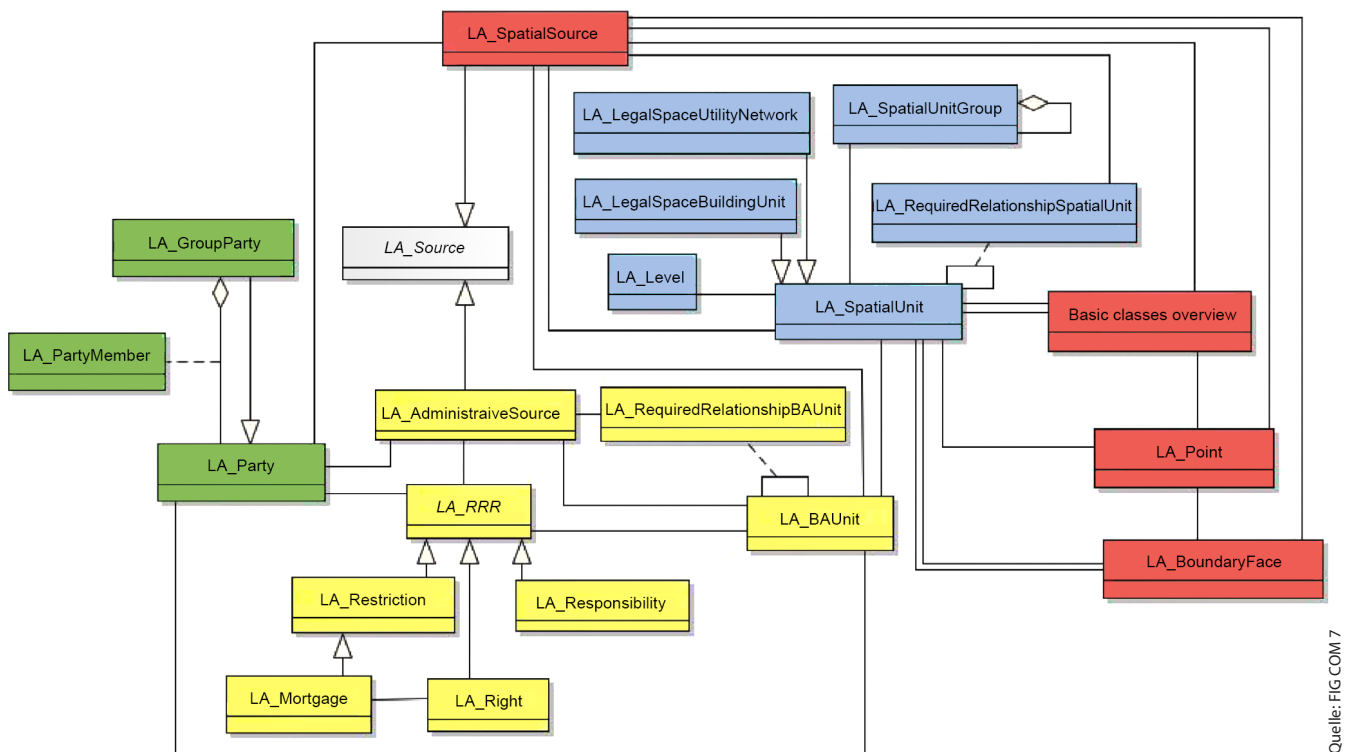 LA_SpatialSource
LA_LegalSpaceUtilityNetwork
LA_SpatialUnitGroup
LA_LegalSpaceBuildingUnit
LA_RequiredRelationshipSpatialUnit
LA_GroupParty
LA_Source
LA_Level
LA_SpatialUnit
Basic classes overview
LA_PartyMember
LA_AdministraiveSource
LA_RequiredRelationshipBAUnit
LA_Party
LA_Point
LA_RRR
LA_BAUnit
LA_BoundaryFace
LA_Restriction
LA_Responsibility
LA_Mortgage
LA_Right
Quelle: FIG COM 7